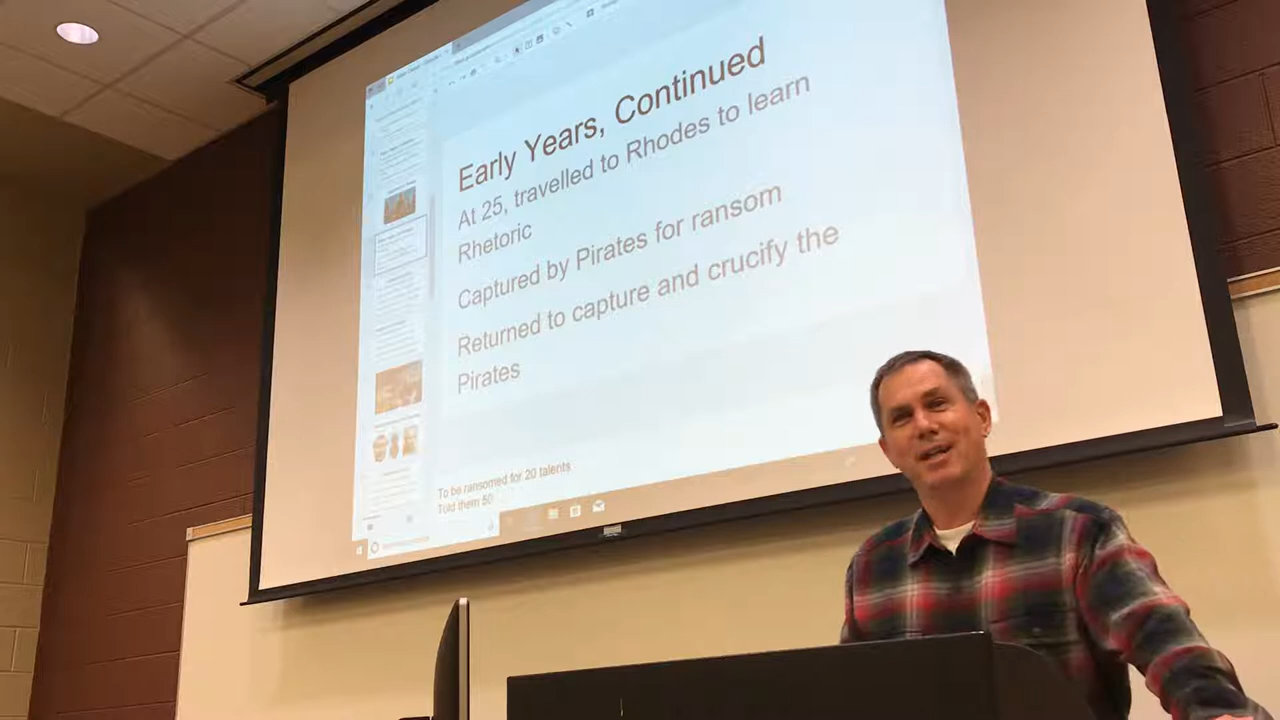 Early Years, Continued
At 25, travelled to Rhodes to learn
Rhetoric
Captured by Pirates for ransom
Returned to capture and crucify the
Pirates
To be ransomed for 20 talents
Told them 50